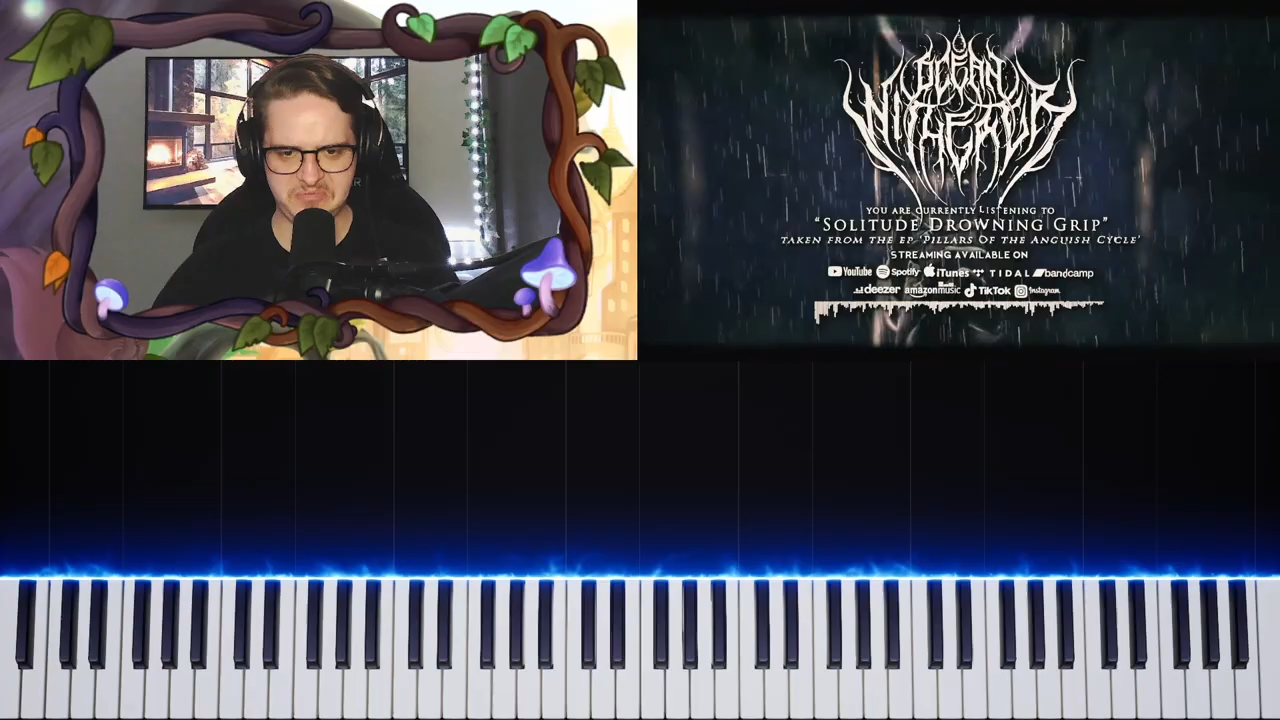 OCEAN
WITHERER
YOU ARE CURRENTLY LISTENING TO
"SOLITUDE DROWNING GRIP"
TAKEN FROM THE EP 'PILLARS OF THE ANGUISH CYCLE'
STREAMING AVAILABLE ON
YouTube Spotify iTunes TIDAL bandcamp
deezer amazonmusic TikTok Instagram